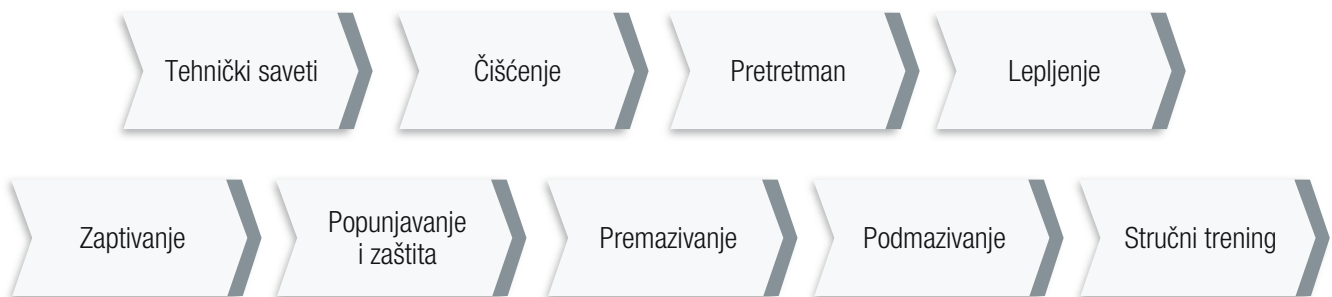 Tehnički saveti
Čišćenje
Pretretman
Lepljenje
Zaptivanje
Popunjavanje
i zaštita
Premazivanje
Podmazivanje
Stručni trening